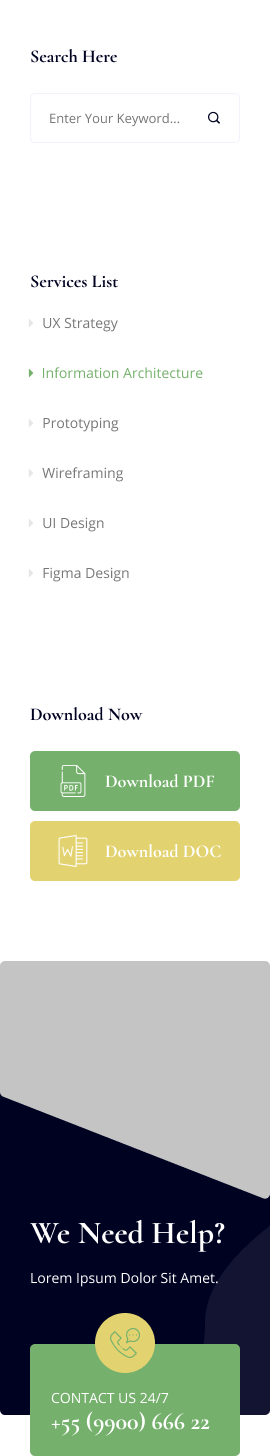 Search Here
Enter Your Keyword...
Services List
UX Strategy
Information Architecture
Prototyping
Wireframing
UI Design
Figma Design
Download Now
PDF
Download PDF
W
Download DOC
We Need Help?
Lorem Ipsum Dolor Sit Amet.
CONTACT US 24/7
+55 (9900) 666 22